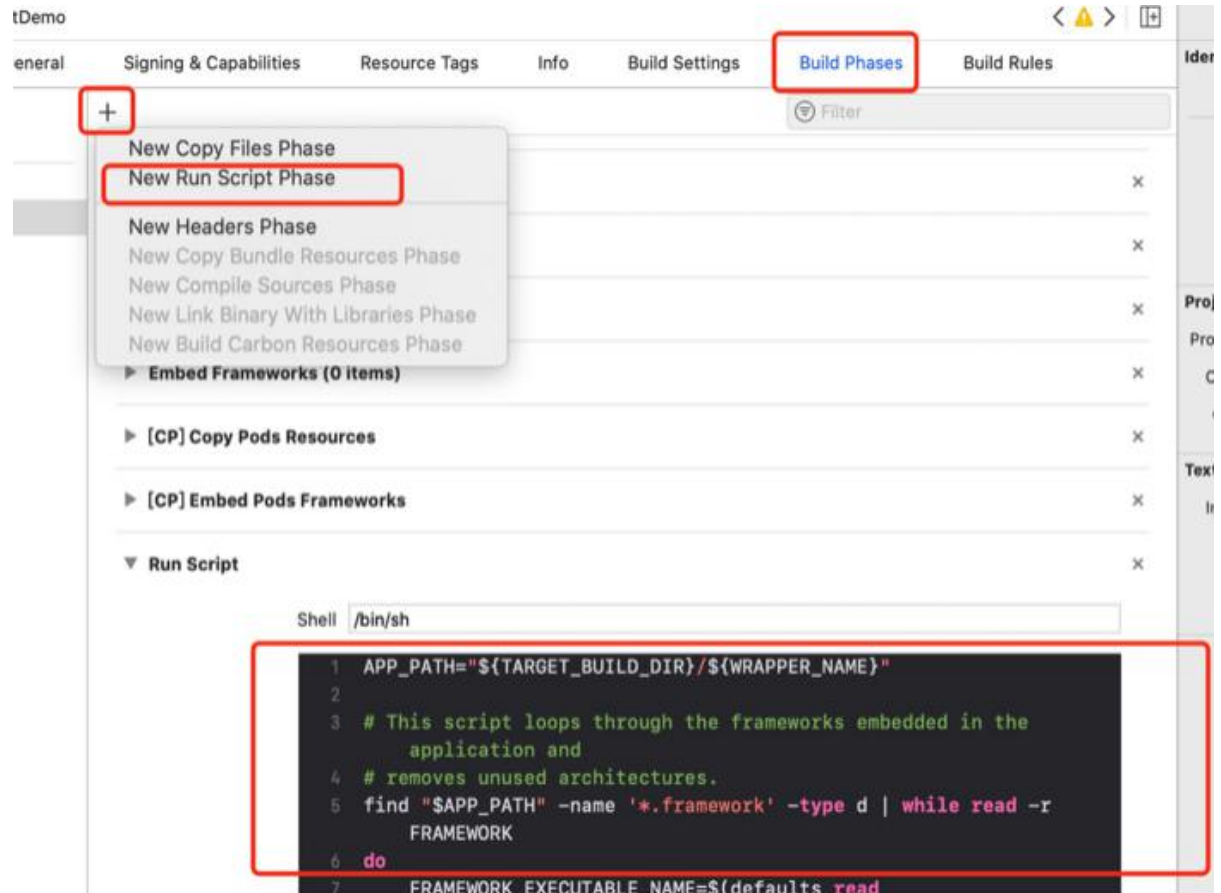 tDemo
eneral Signing & Capabilities Resource Tags Info Build Settings Build Phases Build Rules
Iden
+ Filter
New Copy Files Phase
New Run Script Phase
New Headers Phase
New Copy Bundle Resources Phase
New Compile Sources Phase
New Link Binary With Libraries Phase
New Build Carbon Resources Phase
Proj
Pro
Embed Frameworks (0 items)
[CP] Copy Pods Resources
Text
[CP] Embed Pods Frameworks
Run Script
Shell /bin/sh
1 APP_PATH="${TARGET_BUILD_DIR}/${WRAPPER_NAME}"
2
3 # This script loops through the frameworks embedded in the
application and
4 # removes unused architectures.
5 find "$APP_PATH" -name '*.framework' -type d | while read -r
FRAMEWORK
6 do
7 FRAMEWORK_EXECUTABLE_NAME=$(defaults read